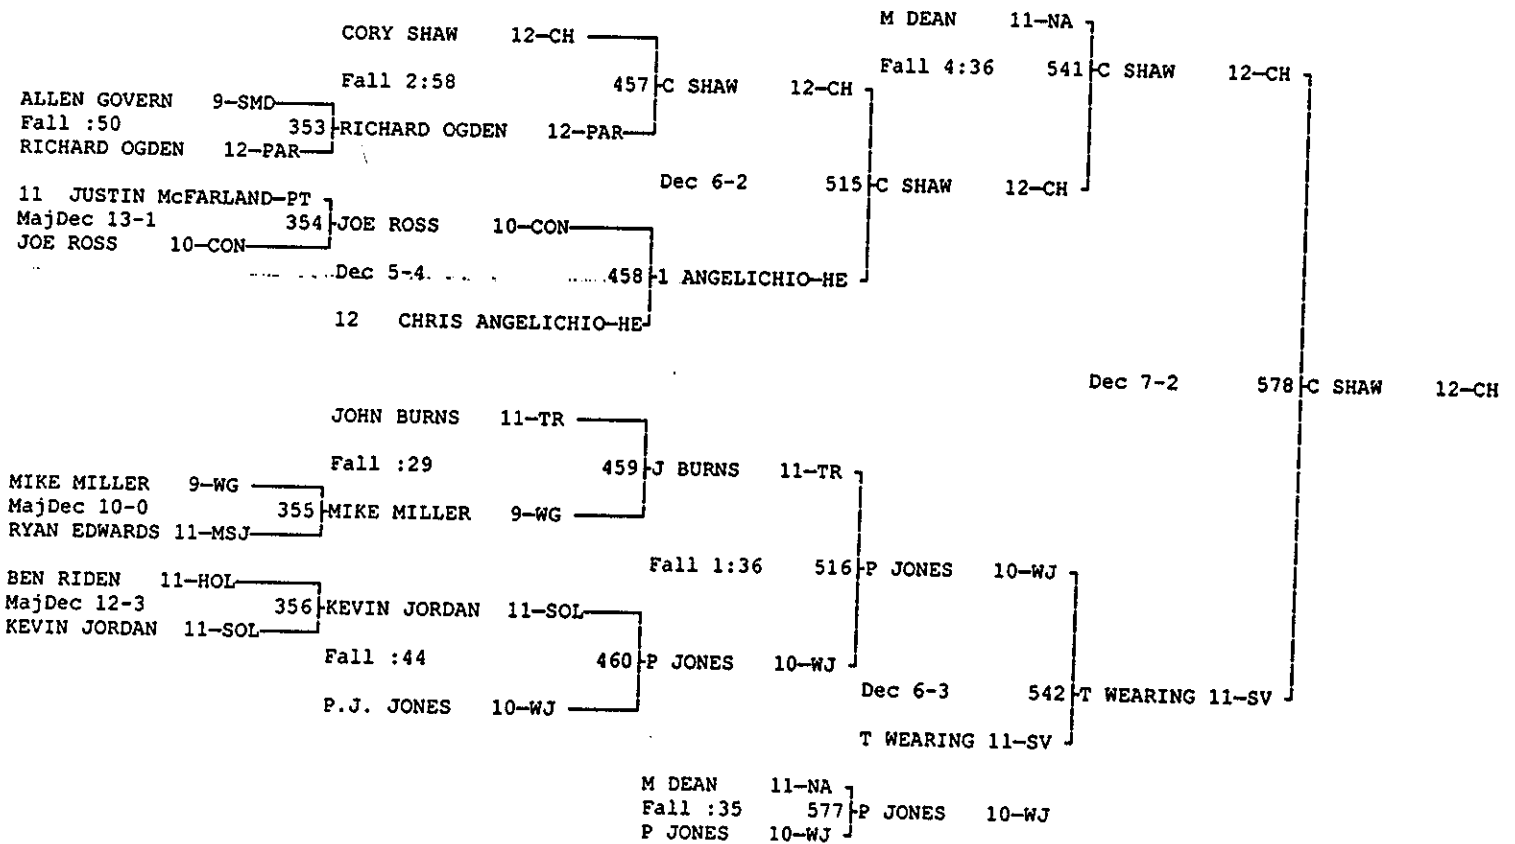 M DEAN 11-NA
CORY SHAW 12-CH
Fall 4:36 541 C SHAW 12-CH
Fall 2:58 457 C SHAW 12-CH
ALLEN GOVERN 9-SMD
Fall :50 353 RICHARD OGDEN 12-PAR
RICHARD OGDEN 12-PAR
Dec 6-2 515 C SHAW 12-CH
11 JUSTIN McFARLAND-PT
MajDec 13-1 354 JOE ROSS 10-CON
JOE ROSS 10-CON
Dec 5-4 458 1 ANGELICHIO-HE
12 CHRIS ANGELICHIO-HE
Dec 7-2 578 C SHAW 12-CH
JOHN BURNS 11-TR
Fall :29 459 J BURNS 11-TR
MIKE MILLER 9-WG
MajDec 10-0 355 MIKE MILLER 9-WG
RYAN EDWARDS 11-MSJ
Fall 1:36 516 P JONES 10-WJ
BEN RIDEN 11-HOL
MajDec 12-3 356 KEVIN JORDAN 11-SOL
KEVIN JORDAN 11-SOL
Fall :44 460 P JONES 10-WJ
Dec 6-3 542 T WEARING 11-SV
P.J. JONES 10-WJ
T WEARING 11-SV
M DEAN 11-NA
Fall :35 577 P JONES 10-WJ
P JONES 10-WJ